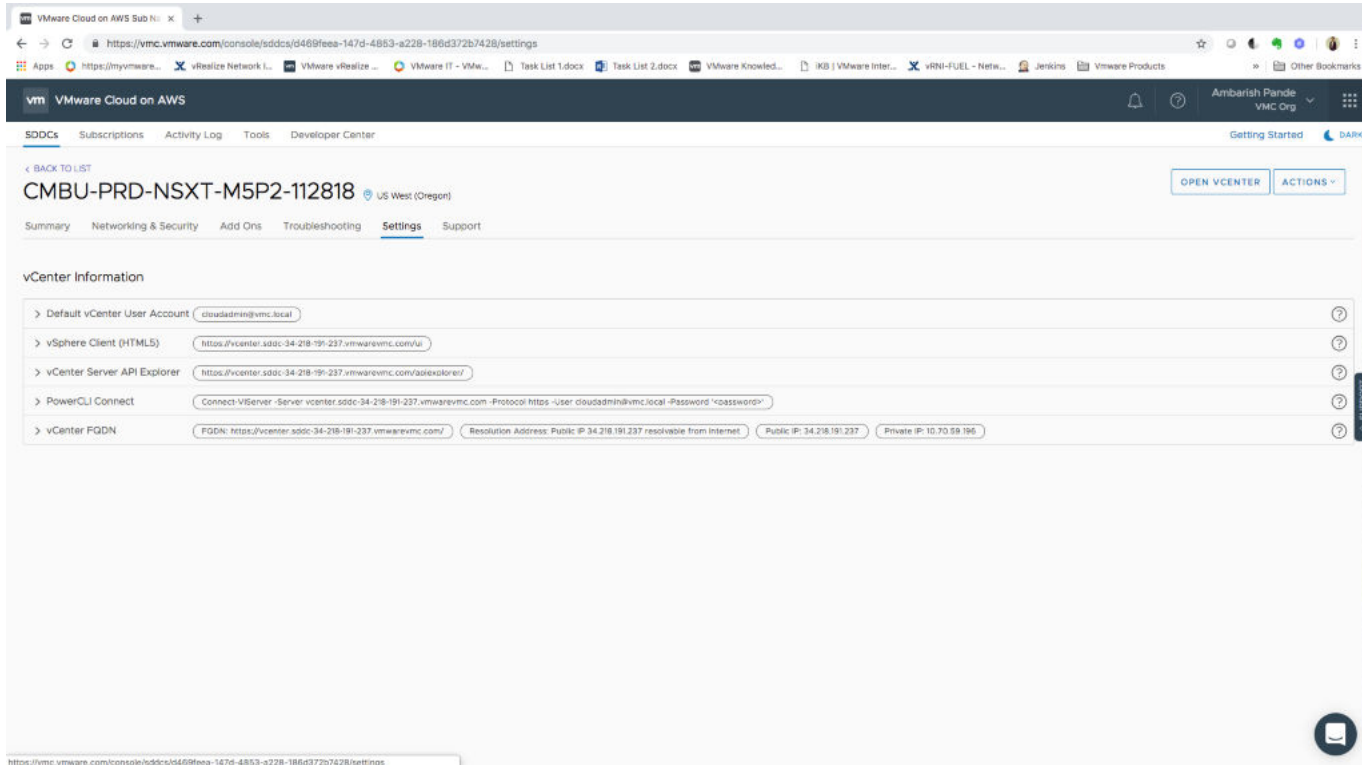 VMware Cloud on AWS Sub Ne
https://vmc.vmware.com/console/sddcs/d469feea-147d-4853-a228-186d372b7428/settings
Apps https://myvmware... vRealize Network I... VMware vRealize ... VMware IT - VMw... Task List 1.docx Task List 2.docx VMware Knowled... IKB | VMware Inter... vRNI-FUEL - Netw... Jenkins Vmware Products » Other Bookmarks
vm VMware Cloud on AWS
Ambarish Pande
VMC Org
SDDCs Subscriptions Activity Log Tools Developer Center Getting Started DARK
< BACK TO LIST
CMBU-PRD-NSXT-M5P2-112818 US West (Oregon)
OPEN VCENTER ACTIONS
Summary Networking & Security Add Ons Troubleshooting Settings Support
vCenter Information
> Default vCenter User Account cloudadmin@vmc.local
> vSphere Client (HTML5) https://vcenter.sddc-34-218-191-237.vmwarevmc.com/ui
> vCenter Server API Explorer https://vcenter.sddc-34-218-191-237.vmwarevmc.com/apiexplorer/
> PowerCLI Connect Connect-VIServer -Server vcenter.sddc-34-218-191-237.vmwarevmc.com -Protocol https -User cloudadmin@vmc.local -Password '<password>'
> vCenter FQDN FQDN: https://vcenter.sddc-34-218-191-237.vmwarevmc.com/ Resolution Address: Public IP 34.218.191.237 resolvable from internet Public IP: 34.218.191.237 Private IP: 10.70.59.196
https://vmc.vmware.com/console/sddcs/d469feea-147d-4853-a228-186d372b7428/settings